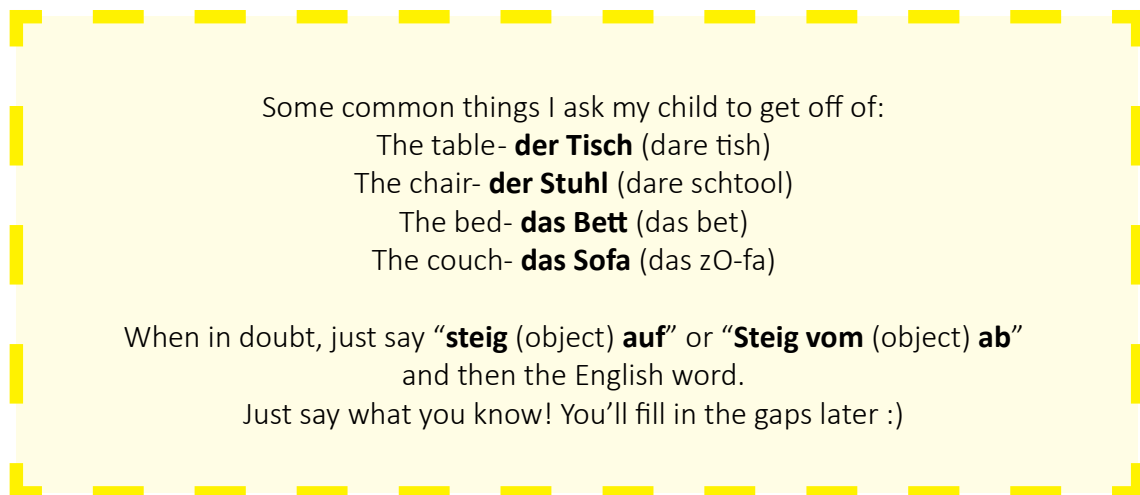 Some common things I ask my child to get off of:
The table- der Tisch (dare tish)
The chair- der Stuhl (dare schtool)
The bed- das Bett (das bet)
The couch- das Sofa (das zO-fa)
When in doubt, just say “steig (object) auf” or “Steig vom (object) ab”
and then the English word.
Just say what you know! You’ll fill in the gaps later :)